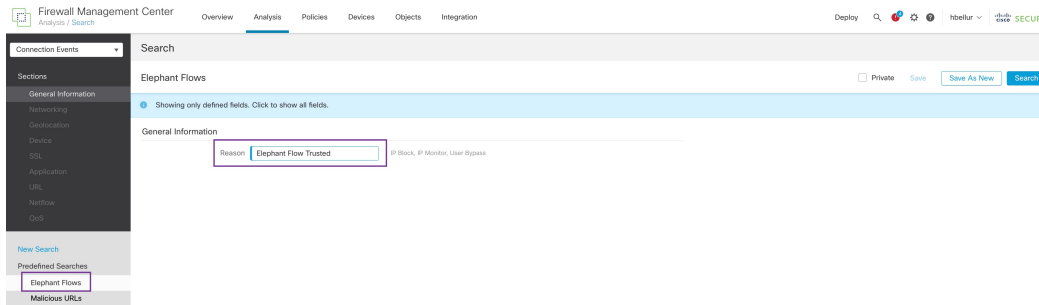 Firewall Management Center
Analysis / Search
Overview Analysis Policies Devices Objects Integration
Deploy
hbellur
cisco SECUR
Connection Events
Search
Sections
General Information
Networking
Geolocation
Device
SSL
Application
URL
Netflow
QoS
New Search
Predefined Searches
Elephant Flows
Malicious URLs
Elephant Flows
Private Save Save As New Search
Showing only defined fields. Click to show all fields.
General Information
Reason Elephant Flow Trusted IP Block, IP Monitor, User Bypass